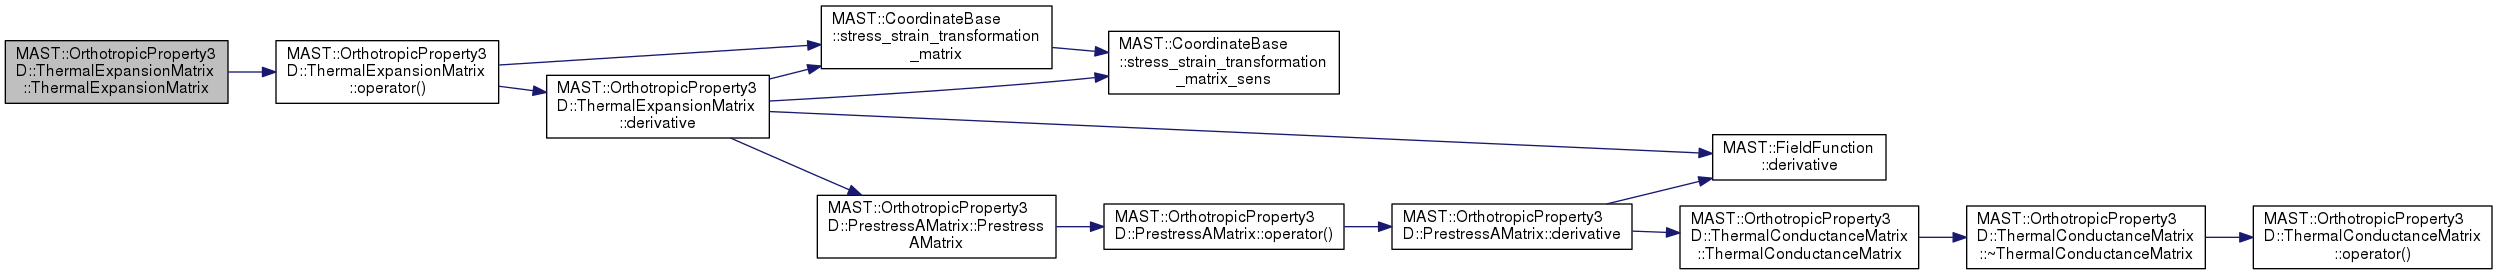 MAST::OrthotropicProperty3
D::ThermalExpansionMatrix
::ThermalExpansionMatrix
MAST::OrthotropicProperty3
D::ThermalExpansionMatrix
::operator()
MAST::CoordinateBase
::stress_strain_transformation
_matrix
MAST::OrthotropicProperty3
D::ThermalExpansionMatrix
::derivative
MAST::CoordinateBase
::stress_strain_transformation
_matrix_sens
MAST::FieldFunction
::derivative
MAST::OrthotropicProperty3
D::PrestressAMatrix::Prestress
AMatrix
MAST::OrthotropicProperty3
D::PrestressAMatrix::operator()
MAST::OrthotropicProperty3
D::PrestressAMatrix::derivative
MAST::OrthotropicProperty3
D::ThermalConductanceMatrix
::ThermalConductanceMatrix
MAST::OrthotropicProperty3
D::ThermalConductanceMatrix
::~ThermalConductanceMatrix
MAST::OrthotropicProperty3
D::ThermalConductanceMatrix
::operator()